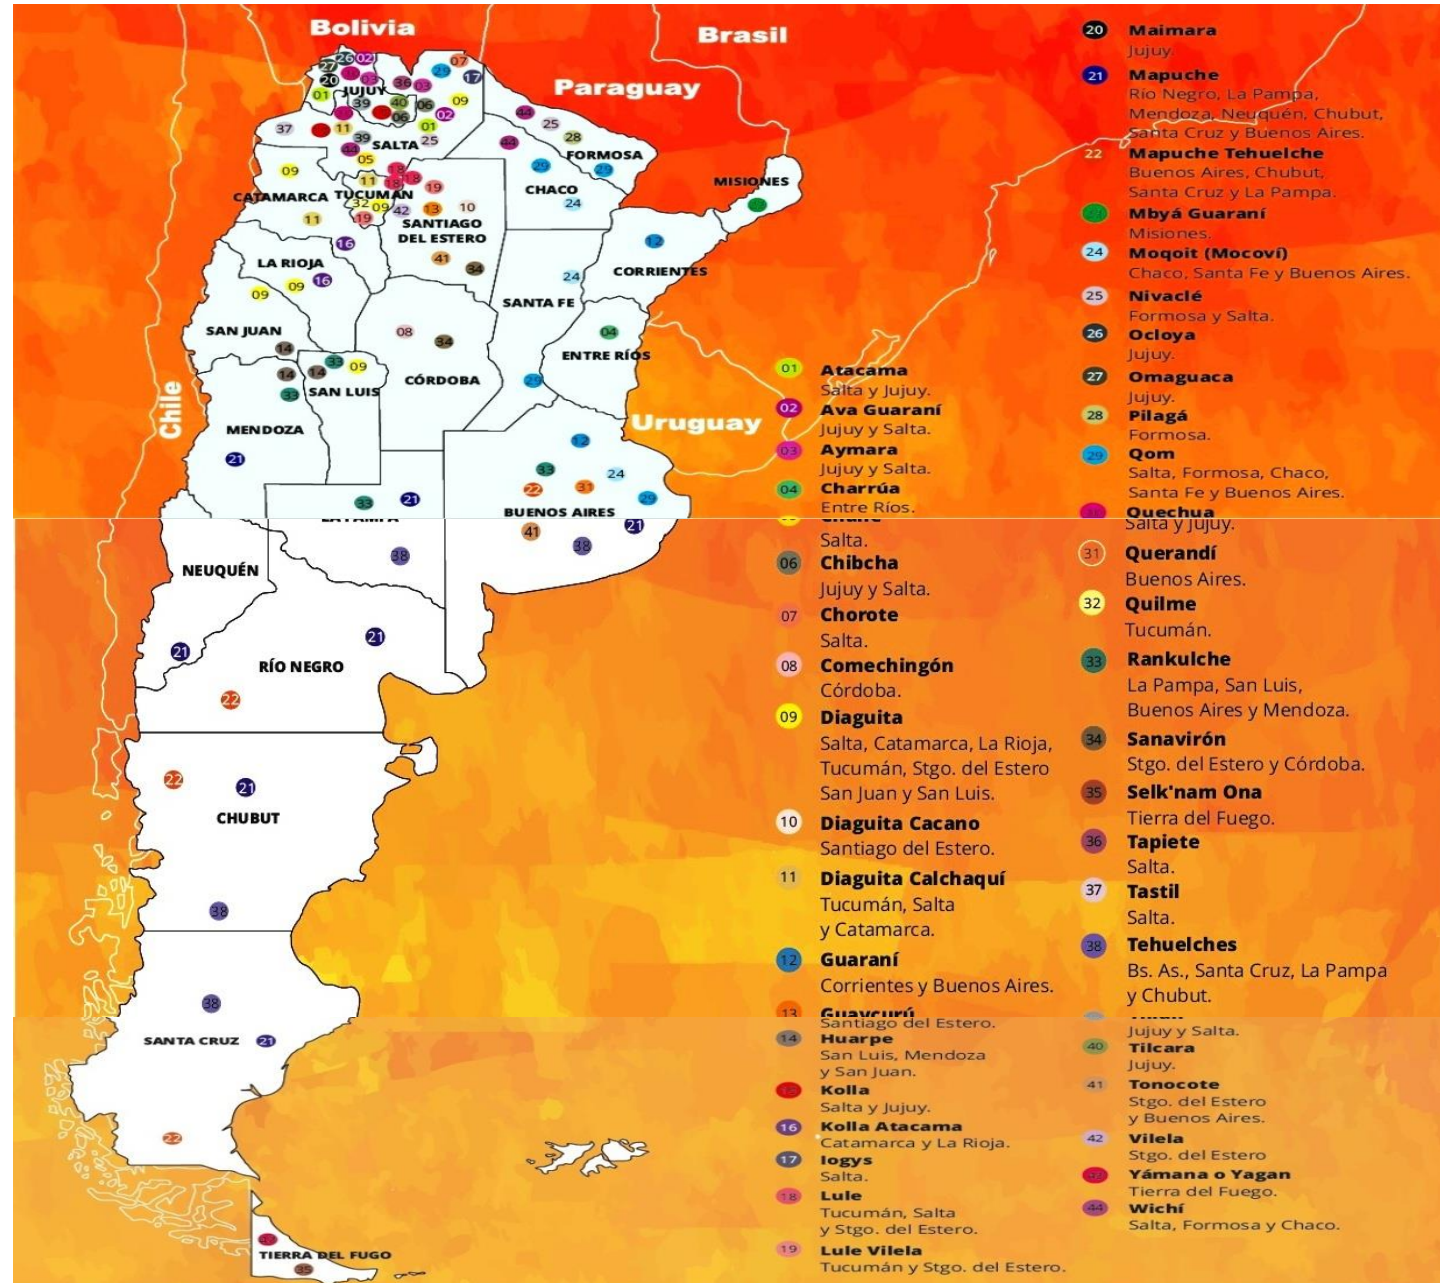 Bolivia
Brasil
Paraguay
Uruguay
Chile
JUJUY
SALTA
FORMOSA
CHACO
MISIONES
CATAMARCA
TUCUMÁN
SANTIAGO
DEL ESTERO
CORRIENTES
LA RIOJA
SANTA FE
SAN JUAN
ENTRE RÍOS
CÓRDOBA
SAN LUIS
MENDOZA
BUENOS AIRES
LA PAMPA
NEUQUÉN
RÍO NEGRO
CHUBUT
SANTA CRUZ
TIERRA DEL FUGO
01 Atacama
Salta y Jujuy.
02 Ava Guaraní
Jujuy y Salta.
03 Aymara
Jujuy y Salta.
04 Charrúa
Entre Ríos.
Salta.
06 Chibcha
Jujuy y Salta.
07 Chorote
Salta.
08 Comechingón
Córdoba.
09 Diaguita
Salta, Catamarca, La Rioja,
Tucumán, Stgo. del Estero
San Juan y San Luis.
10 Diaguita Cacano
Santiago del Estero.
11 Diaguita Calchaquí
Tucumán, Salta
y Catamarca.
12 Guaraní
Corrientes y Buenos Aires.
13 Guaycurú
Santiago del Estero.
14 Huarpe
San Luis, Mendoza
y San Juan.
Kolla
Salta y Jujuy.
16 Kolla Atacama
Catamarca y La Rioja.
17 Iogys
Salta.
18 Lule
Tucumán, Salta
y Stgo. del Estero.
19 Lule Vilela
Tucumán y Stgo. del Estero.
20 Maimara
Jujuy.
21 Mapuche
Río Negro, La Pampa,
Mendoza, Neuquén, Chubut,
Santa Cruz y Buenos Aires.
22 Mapuche Tehuelche
Buenos Aires, Chubut,
Santa Cruz y La Pampa.
Mbyá Guaraní
Misiones.
24 Moqoit (Mocoví)
Chaco, Santa Fe y Buenos Aires.
25 Nivaclé
Formosa y Salta.
26 Ocloya
Jujuy.
27 Omaguaca
Jujuy.
28 Pilagá
Formosa.
29 Qom
Salta, Formosa, Chaco,
Santa Fe y Buenos Aires.
Quechua
Salta y Jujuy.
31 Querandí
Buenos Aires.
32 Quilme
Tucumán.
33 Rankulche
La Pampa, San Luis,
Buenos Aires y Mendoza.
34 Sanavirón
Stgo. del Estero y Córdoba.
35 Selk'nam Ona
Tierra del Fuego.
36 Tapiete
Salta.
37 Tastil
Salta.
38 Tehuelches
Bs. As., Santa Cruz, La Pampa
y Chubut.
Jujuy y Salta.
40 Tilcara
Jujuy.
41 Tonocote
Stgo. del Estero
y Buenos Aires.
42 Vilela
Stgo. del Estero
Yámana o Yagan
Tierra del Fuego.
44 Wichí
Salta, Formosa y Chaco.